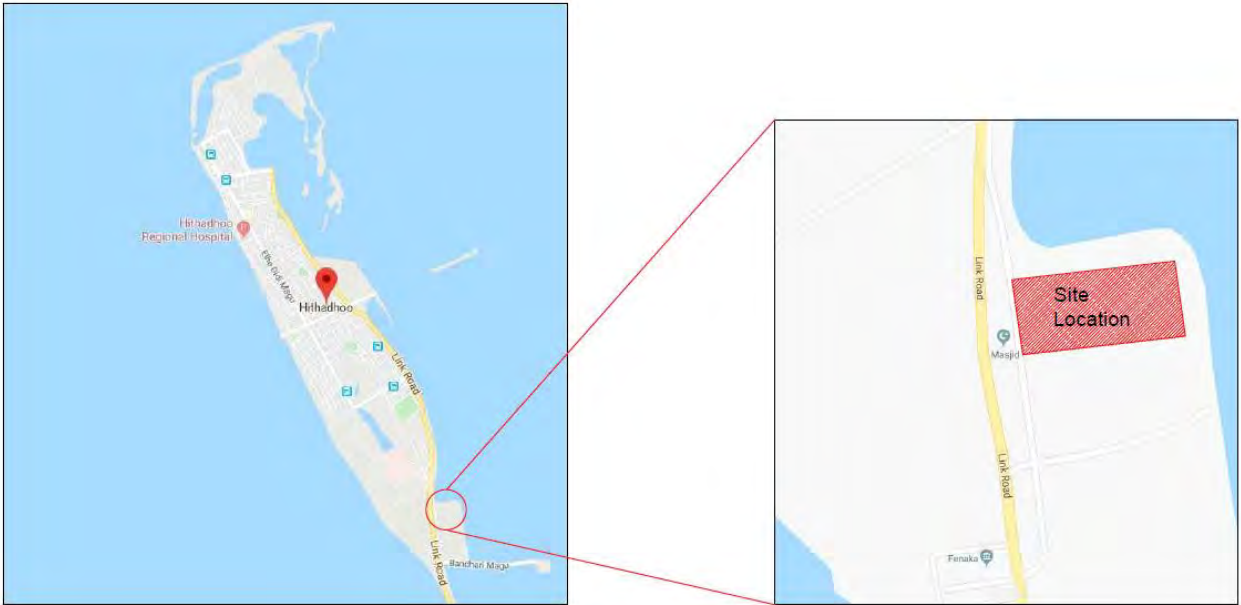 Hithadhoo
Regional Hospital
Hithadhoo
Link Road
Link Road
Bandhari Magu
Link Road
Site
Location
Masjid
Link Road
Fenaka